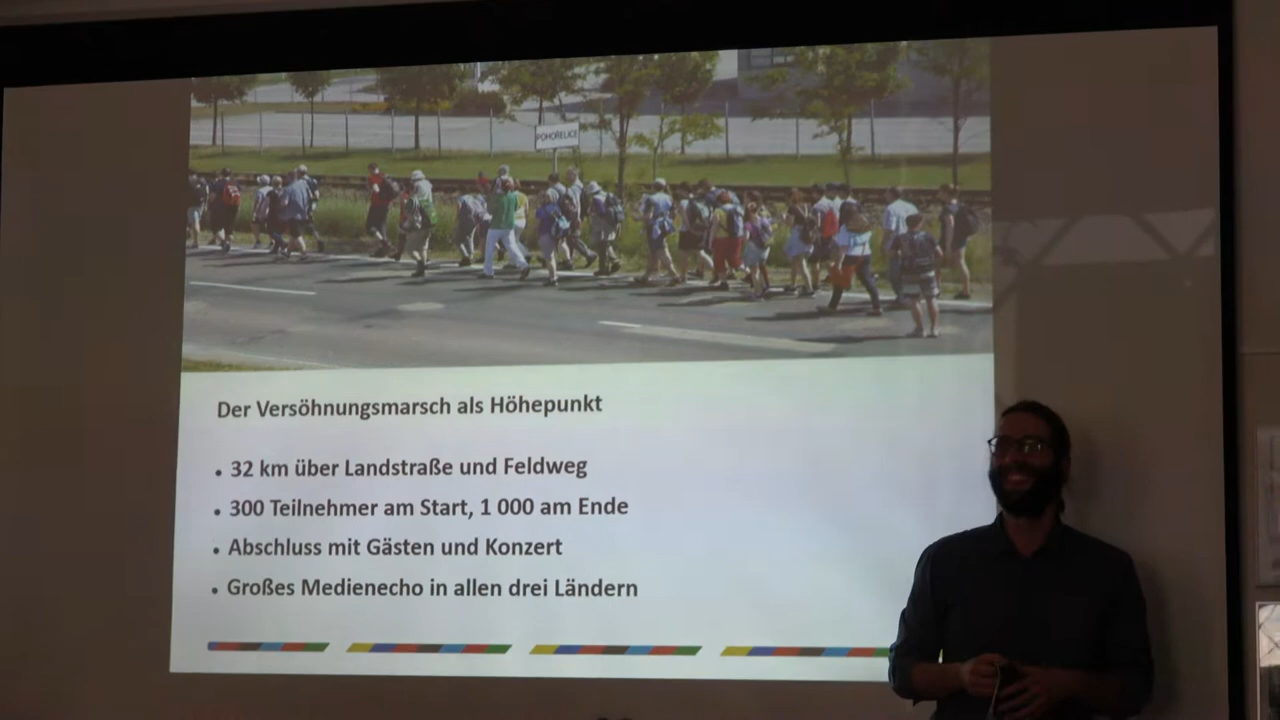 POHOŘELICE
Der Versöhnungsmarsch als Höhepunkt
• 32 km über Landstraße und Feldweg
• 300 Teilnehmer am Start, 1 000 am Ende
• Abschluss mit Gästen und Konzert
• Großes Medienecho in allen drei Ländern